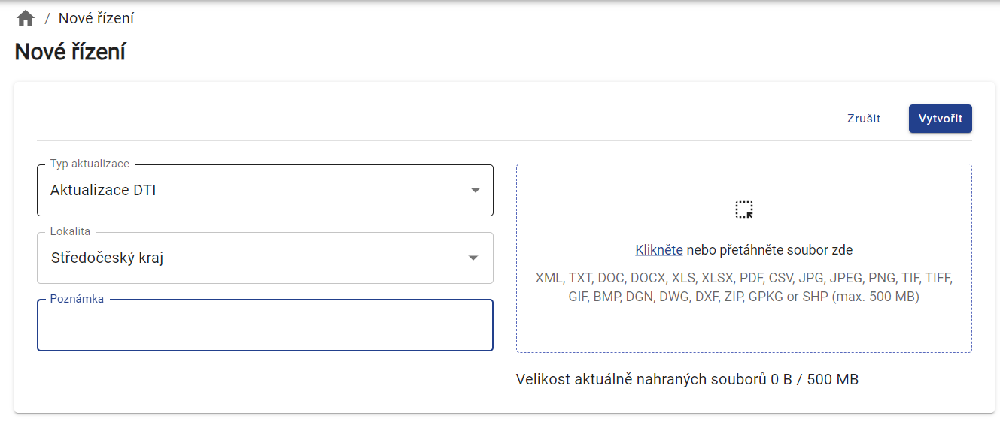 / Nové řízení
Nové řízení
Zrušit
Vytvořit
Typ aktualizace
Aktualizace DTI
Lokalita
Středočeský kraj
Poznámka
Klikněte nebo přetáhněte soubor zde
XML, TXT, DOC, DOCX, XLS, XLSX, PDF, CSV, JPG, JPEG, PNG, TIF, TIFF,
GIF, BMP, DGN, DWG, DXF, ZIP, GPKG or SHP (max. 500 MB)
Velikost aktuálně nahraných souborů 0 B / 500 MB